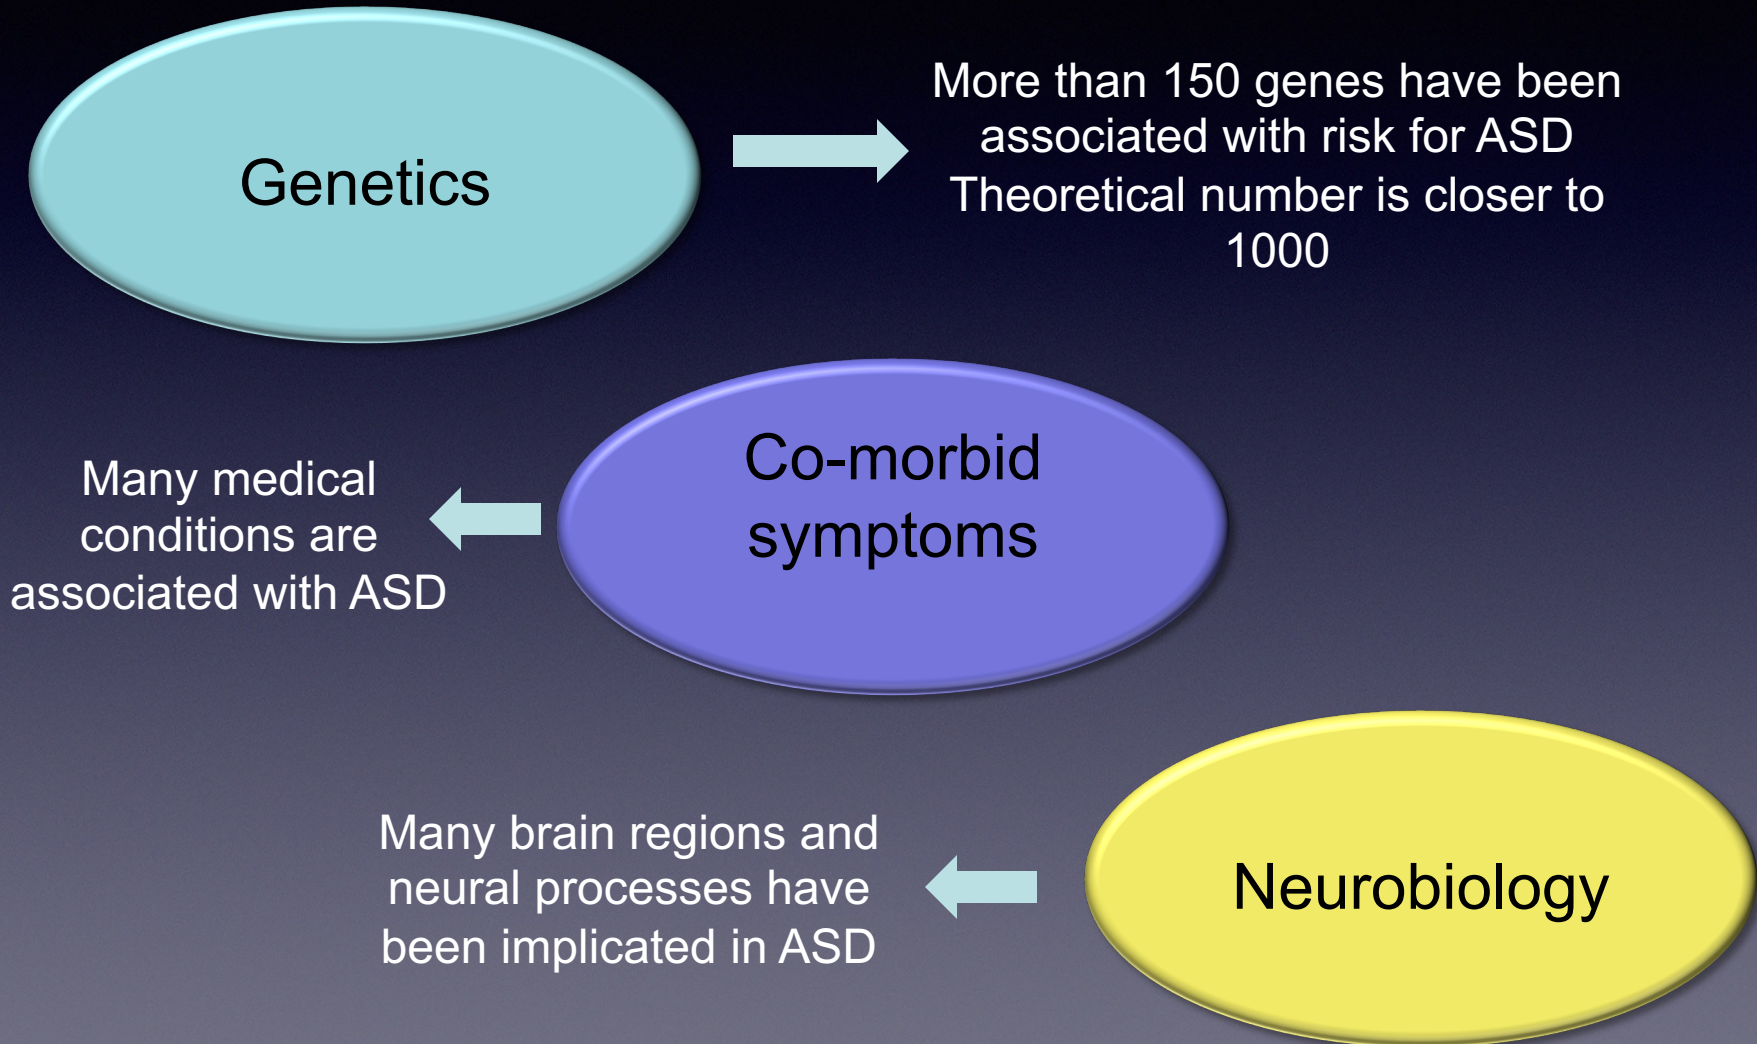 Genetics
More than 150 genes have been
associated with risk for ASD
Theoretical number is closer to
1000
Co-morbid
symptoms
Many medical
conditions are
associated with ASD
Many brain regions and
neural processes have
been implicated in ASD
Neurobiology